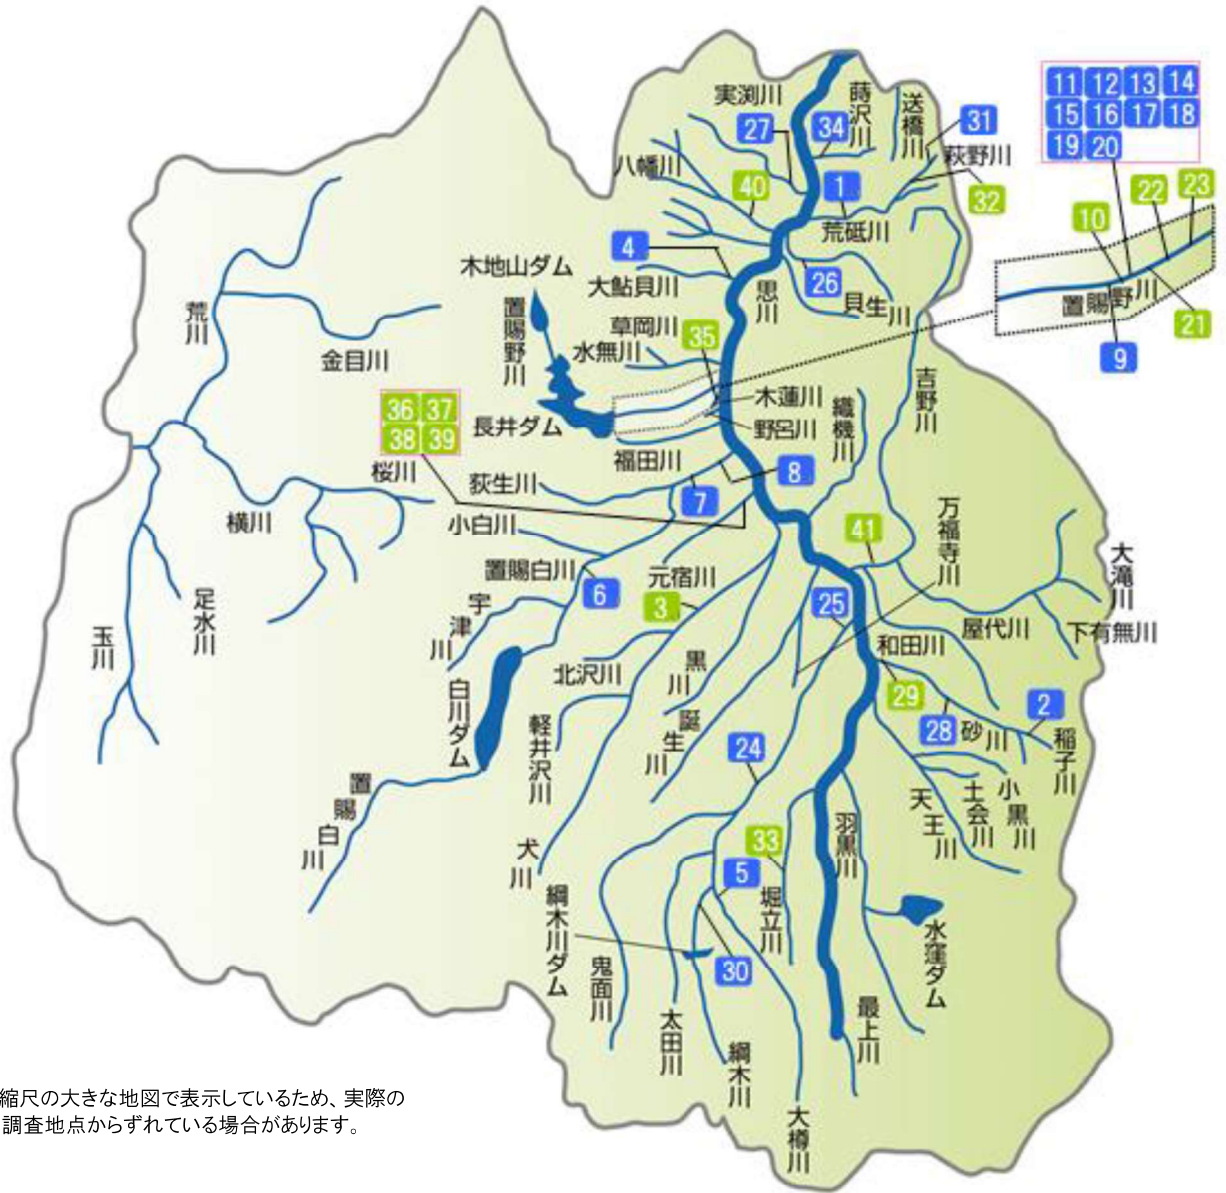 実渕川
蒔沢川
送橋川
11 12 13 14
15 16 17 18
19 20
27
34
31
萩野川
八幡川
40
1
32
22
23
10
荒砥川
4
木地山ダム
大鮎貝川
26
思川
貝生川
置賜野川
21
9
荒川
置賜野川
草岡川
水無川
35
金目川
吉野川
36 37
38 39
木蓮川
織機川
長井ダム
野呂川
福田川
桜川
荻生川
8
7
横川
小白川
万福寺川
41
大滝川
置賜白川
元宿川
6
3
25
足水川
宇津川
玉川
屋代川
下有無川
和田川
北沢川
黒川
29
白川ダム
軽井沢川
誕生川
28
砂川
2
稲子川
24
置賜白川
天王川
土会川
小黒川
犬川
33
羽黒川
5
堀立川
綱木川ダム
水窪ダム
30
鬼面川
太田川
最上川
綱木川
大樽川
縮尺の大きな地図で表示しているため、実際の
調査地点からずれている場合があります。